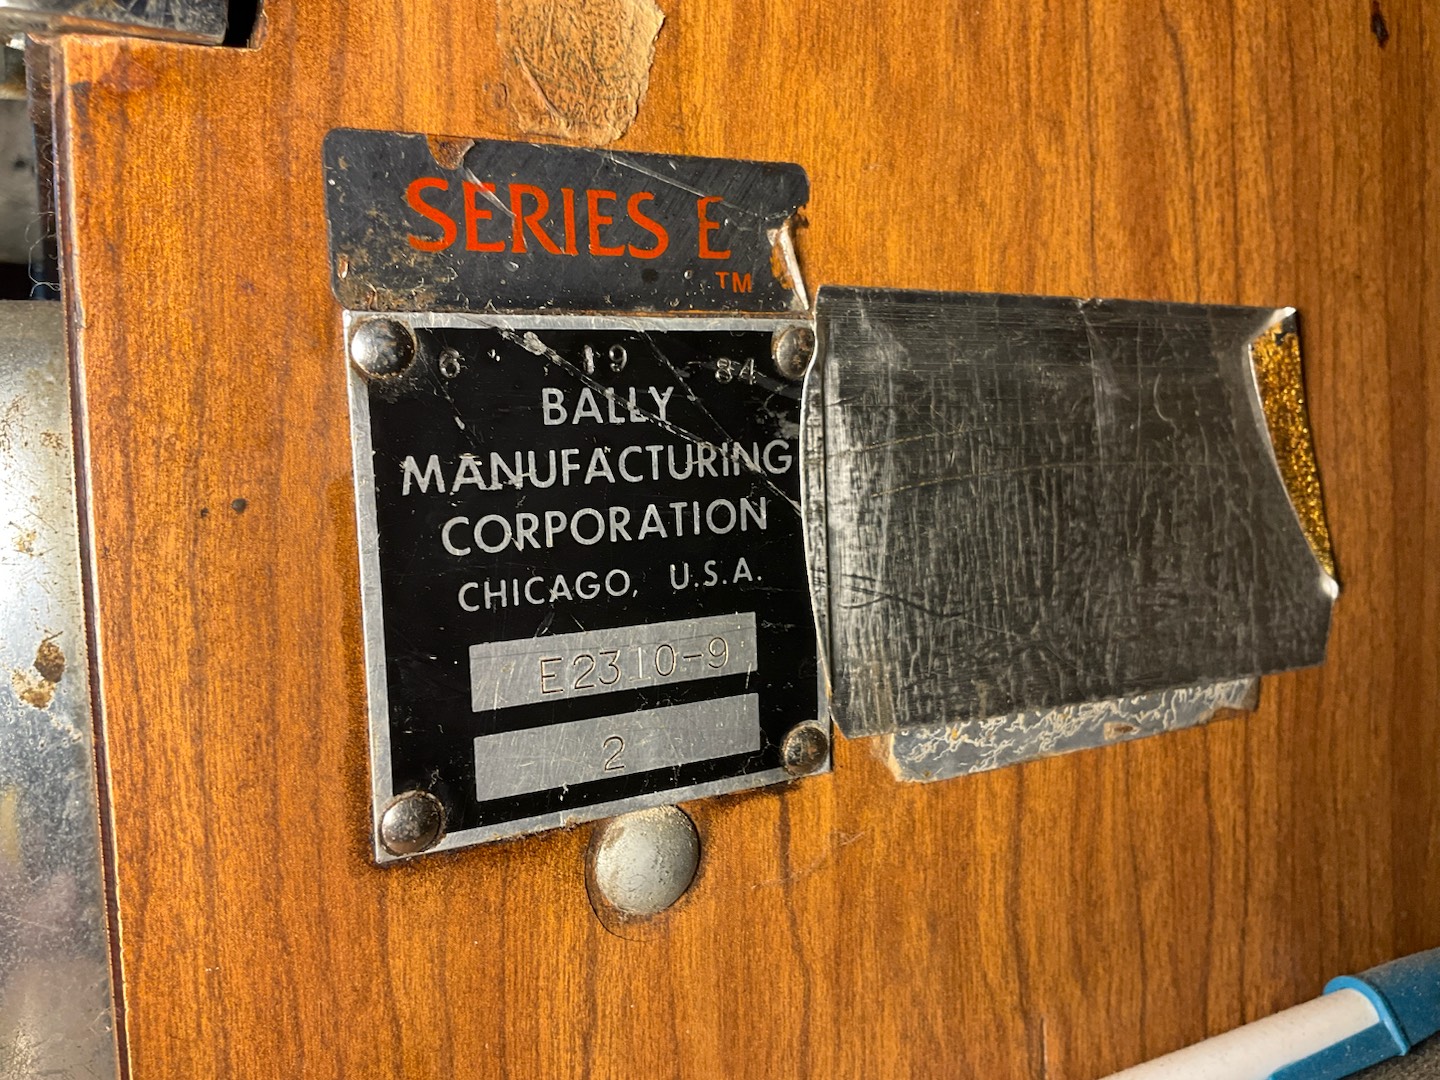 SERIES E
TM
6 19 84
BALLY
MANUFACTURING
CORPORATION
CHICAGO, U.S.A.
E2310-9
2